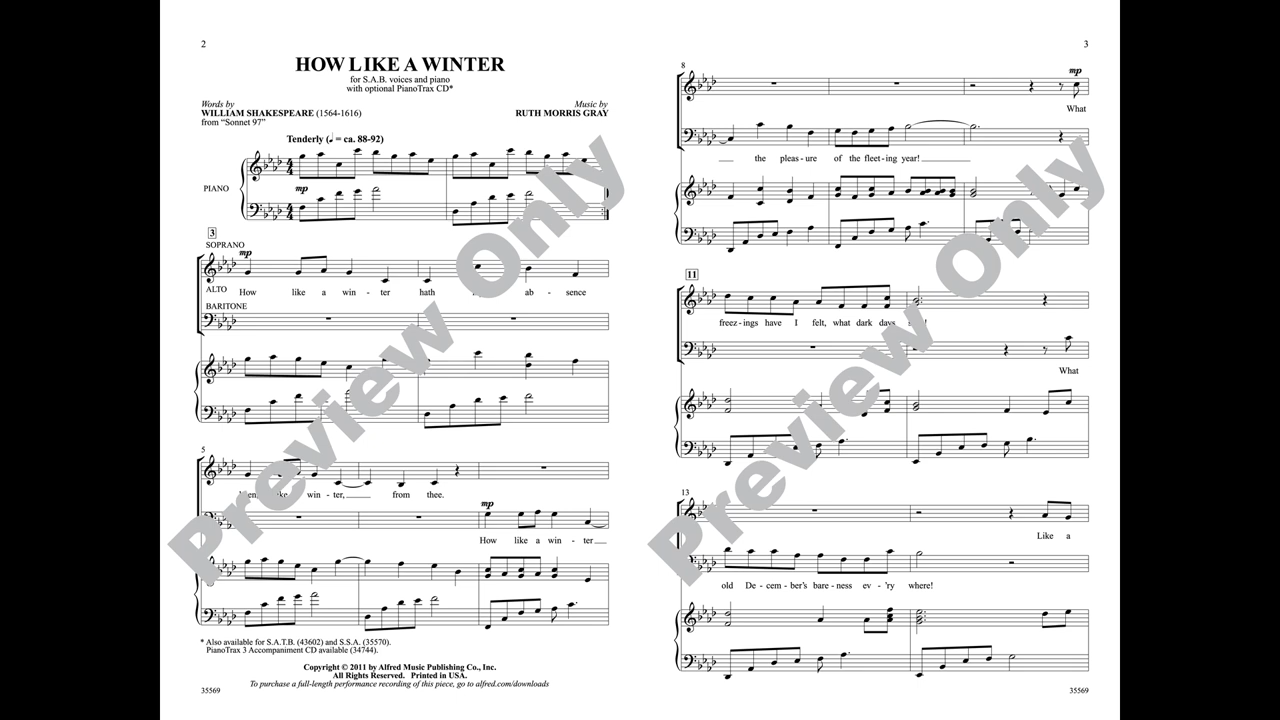 2
HOW LIKE A WINTER
for S.A.B. voices and piano
with optional PianoTrax CD*
Words by
WILLIAM SHAKESPEARE (1564-1616)
from “Sonnet 97”
Music by
RUTH MORRIS GRAY
Tenderly (♩ = ca. 88-92)
PIANO
mp
3
SOPRANO
mp
ALTO
How like a win - ter hath ab - sence
BARITONE
5
win - ter, from thee.
mp
How like a win - ter
* Also available for S.A.T.B. (43602) and S.S.A. (35570).
PianoTrax 3 Accompaniment CD available (34744).
Copyright © 2011 by Alfred Music Publishing Co., Inc.
All Rights Reserved. Printed in USA.
To purchase a full-length performance recording of this piece, go to alfred.com/downloads
35569
Preview Only
3
8
mp
What
the pleas - ure of the fleet - ing year!
11
freez - ings have I felt, what dark days
What
13
Like a
old De - cem - ber's bare - ness ev - 'ry where!
35569
Preview Only